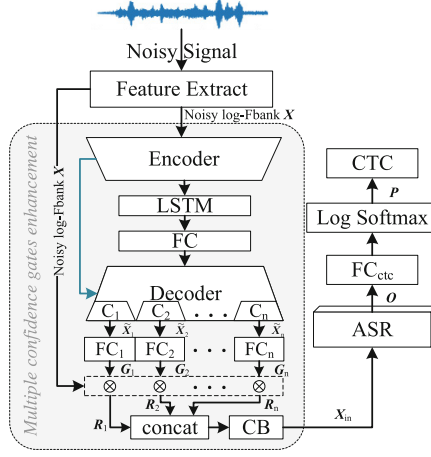 Noisy Signal
Feature Extract
Noisy log-Fbank X
Noisy log-Fbank X
Multiple confidence gates enhancement
Encoder
LSTM
FC
Decoder
C₁ C₂ · · · Cₙ
X̃₁ X̃₂ X̃ₙ
FC₁ FC₂ · · · FCₙ
G₁ G₂ Gₙ
⊗ ⊗ · · · ⊗
R₁ R₂ Rₙ
concat
CB
X_in
ASR
O
FC_ctc
Log Softmax
P
CTC